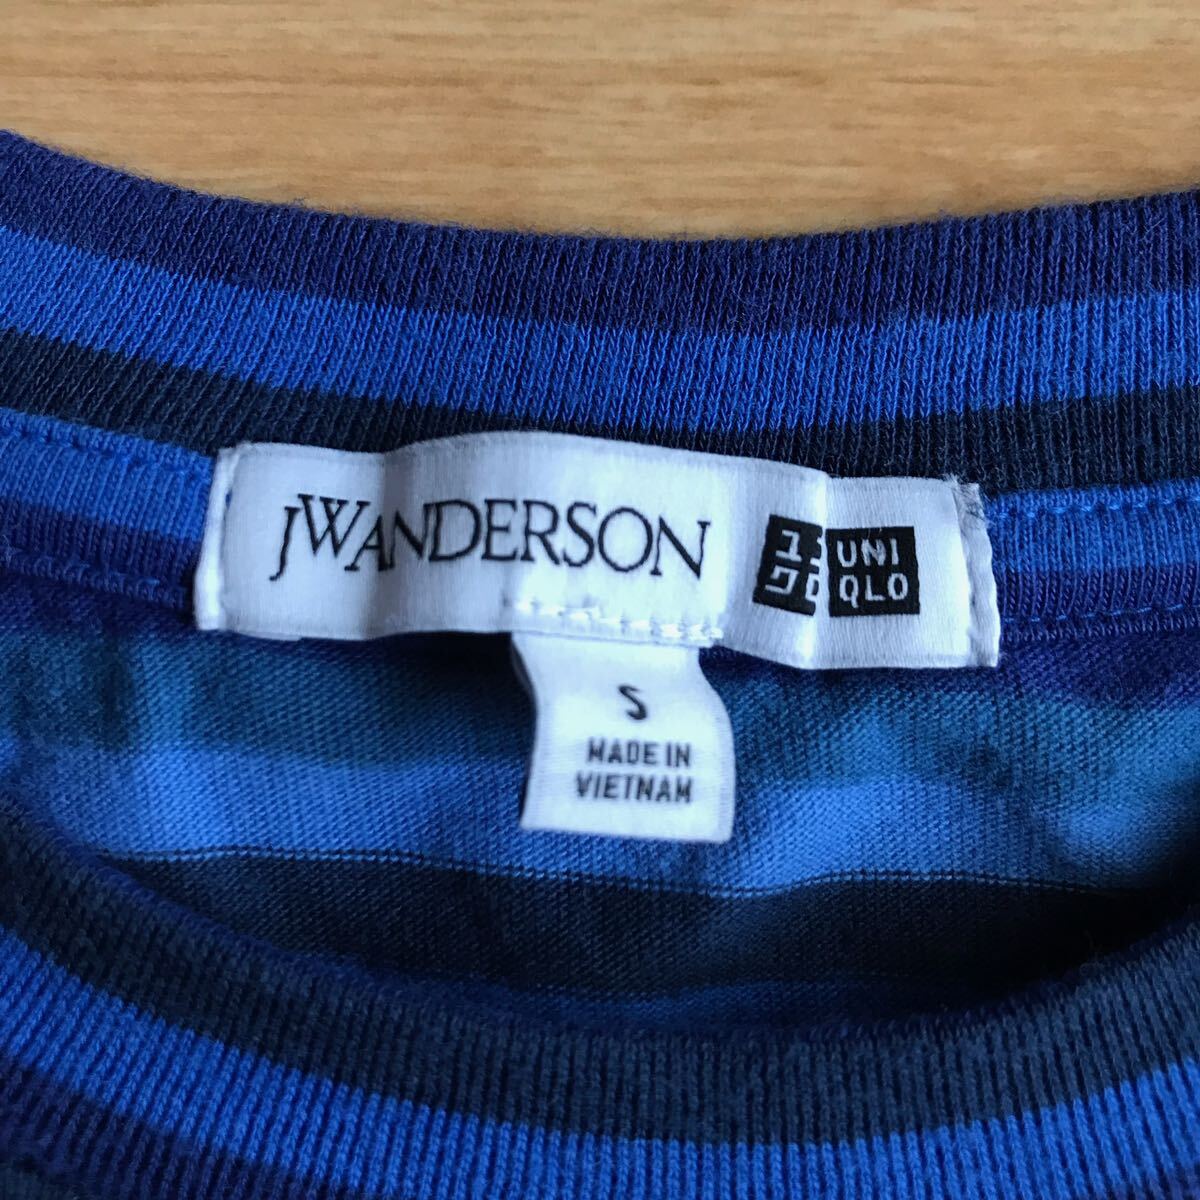 JWANDERSON
ユニ
クロ
UNI
QLO
S
MADE IN
VIETNAM